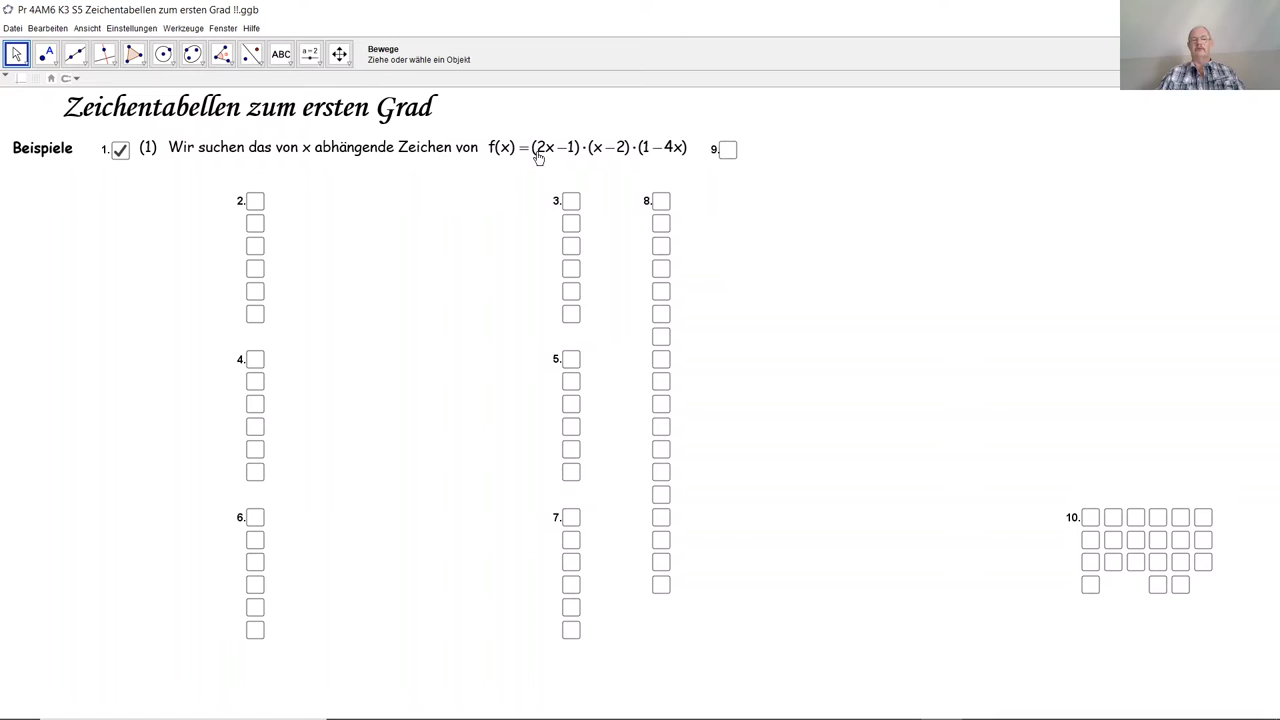 Pr 4AM6 K3 S5 Zeichentabellen zum ersten Grad !!.ggb
Datei Bearbeiten Ansicht Einstellungen Werkzeuge Fenster Hilfe
A ABC a=2 Bewege
Ziehe oder wähle ein Objekt
Zeichentabellen zum ersten Grad
Beispiele 1. (1) Wir suchen das von x abhängende Zeichen von f(x) = (2x−1)·(x−2)·(1−4x) 9.
2. 3. 8.
4. 5.
6. 7. 10.